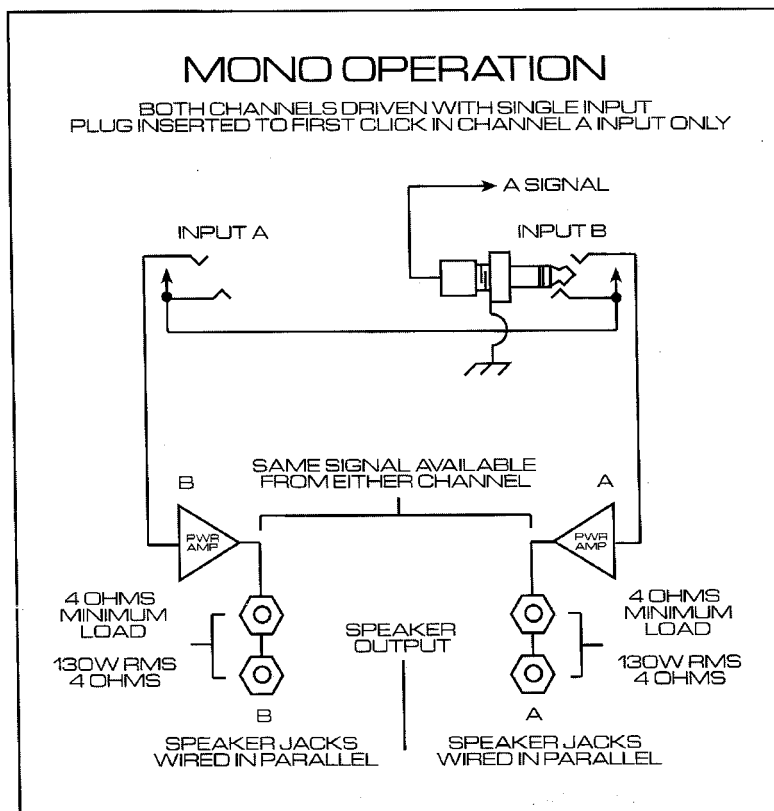 MONO OPERATION
BOTH CHANNELS DRIVEN WITH SINGLE INPUT
PLUG INSERTED TO FIRST CLICK IN CHANNEL A INPUT ONLY
A SIGNAL
INPUT A
INPUT B
SAME SIGNAL AVAILABLE
FROM EITHER CHANNEL
B
A
PWR
AMP
PWR
AMP
4 OHMS
MINIMUM
LOAD
130W RMS
4 OHMS
SPEAKER
OUTPUT
4 OHMS
MINIMUM
LOAD
130W RMS
4 OHMS
B
A
SPEAKER JACKS
WIRED IN PARALLEL
SPEAKER JACKS
WIRED IN PARALLEL